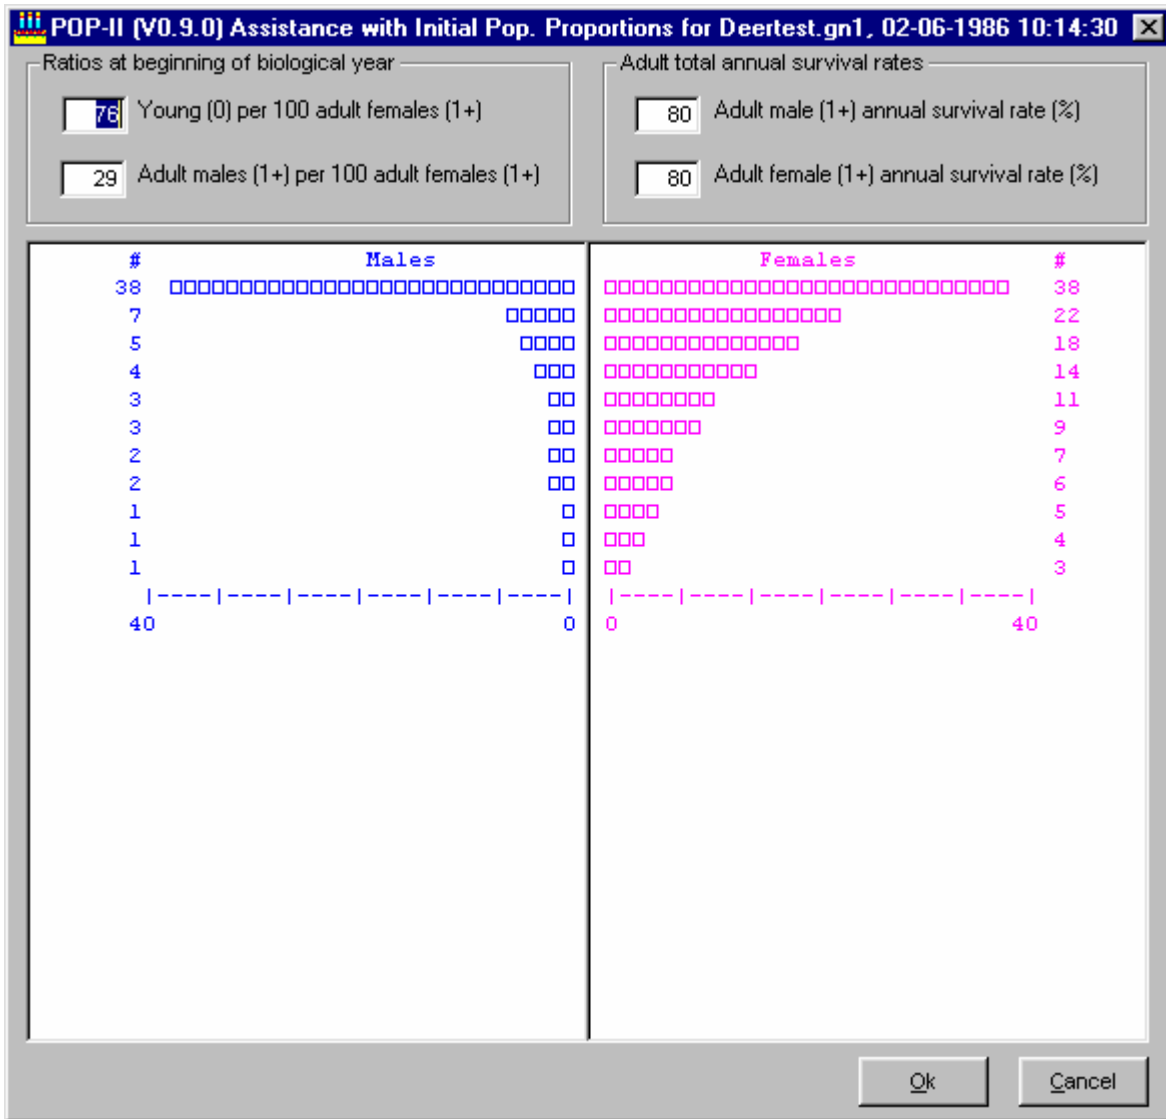 POP-II (V0.9.0) Assistance with Initial Pop. Proportions for Deertest.gn1, 02-06-1986 10:14:30
Ratios at beginning of biological year
76 Young (0) per 100 adult females (1+)
29 Adult males (1+) per 100 adult females (1+)
Adult total annual survival rates
80 Adult male (1+) annual survival rate (%)
80 Adult female (1+) annual survival rate (%)
# Males Females #
38 38
7 22
5 18
4 14
3 11
3 9
2 7
2 6
1 5
1 4
1 3
|----|----|----|----|----|----| |----|----|----|----|----|----|
40 0 0 40
Ok Cancel